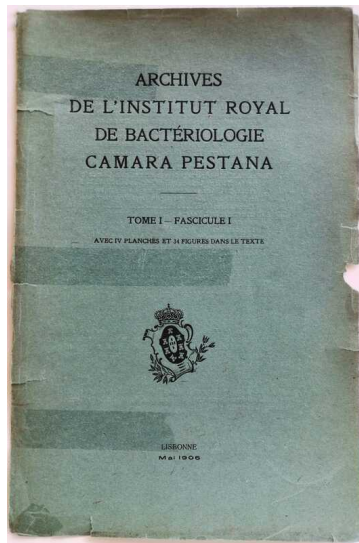 ARCHIVES
DE L'INSTITUT ROYAL
DE BACTÉRIOLOGIE
CAMARA PESTANA
TOME I — FASCICULE I
AVEC IV PLANCHES ET 34 FIGURES DANS LE TEXTE
LISBONNE
Mai 1906